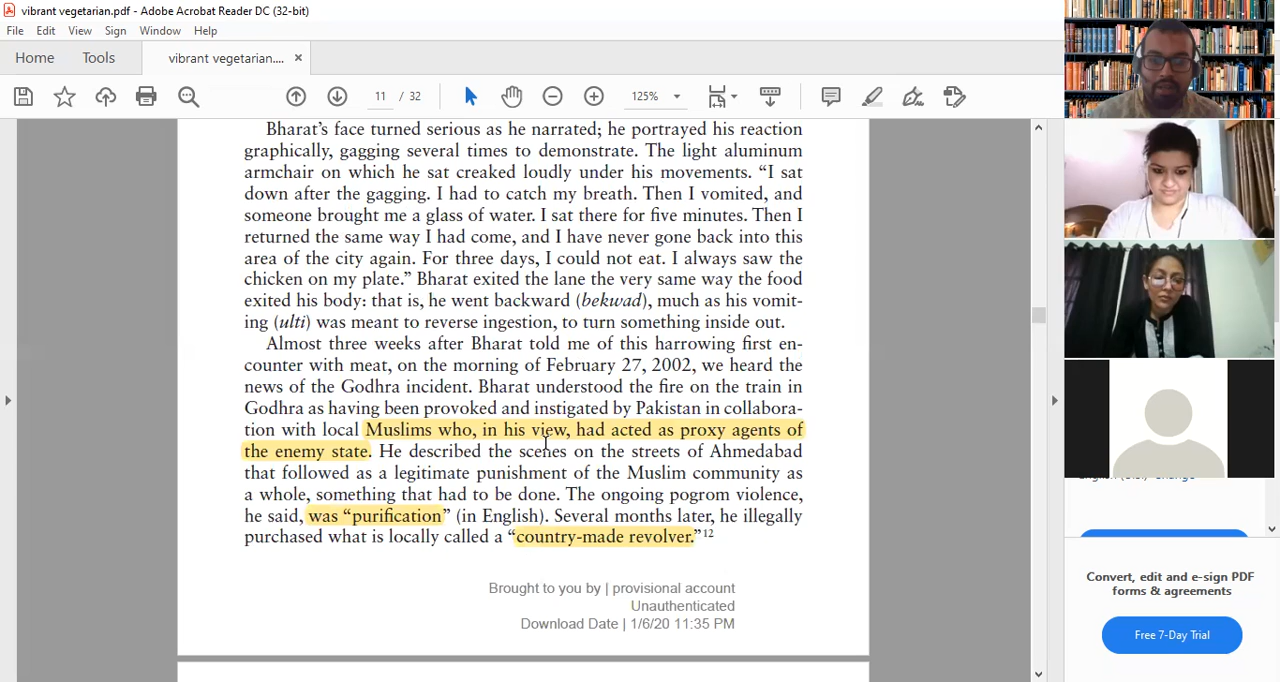 vibrant vegetarian.pdf - Adobe Acrobat Reader DC (32-bit)
File Edit View Sign Window Help
Home Tools vibrant vegetarian.... ×
11 / 32 125%
Bharat’s face turned serious as he narrated; he portrayed his reaction
graphically, gagging several times to demonstrate. The light aluminum
armchair on which he sat creaked loudly under his movements. “I sat
down after the gagging. I had to catch my breath. Then I vomited, and
someone brought me a glass of water. I sat there for five minutes. Then I
returned the same way I had come, and I have never gone back into this
area of the city again. For three days, I could not eat. I always saw the
chicken on my plate.” Bharat exited the lane the very same way the food
exited his body: that is, he went backward (bekwad), much as his vomit-
ing (ulti) was meant to reverse ingestion, to turn something inside out.
Almost three weeks after Bharat told me of this harrowing first en-
counter with meat, on the morning of February 27, 2002, we heard the
news of the Godhra incident. Bharat understood the fire on the train in
Godhra as having been provoked and instigated by Pakistan in collabora-
tion with local Muslims who, in his view, had acted as proxy agents of
the enemy state. He described the scenes on the streets of Ahmedabad
that followed as a legitimate punishment of the Muslim community as
a whole, something that had to be done. The ongoing pogrom violence,
he said, was “purification” (in English). Several months later, he illegally
purchased what is locally called a “country-made revolver.”12
Brought to you by | provisional account
Unauthenticated
Download Date | 1/6/20 11:35 PM
Convert, edit and e-sign PDF
forms & agreements
Free 7-Day Trial